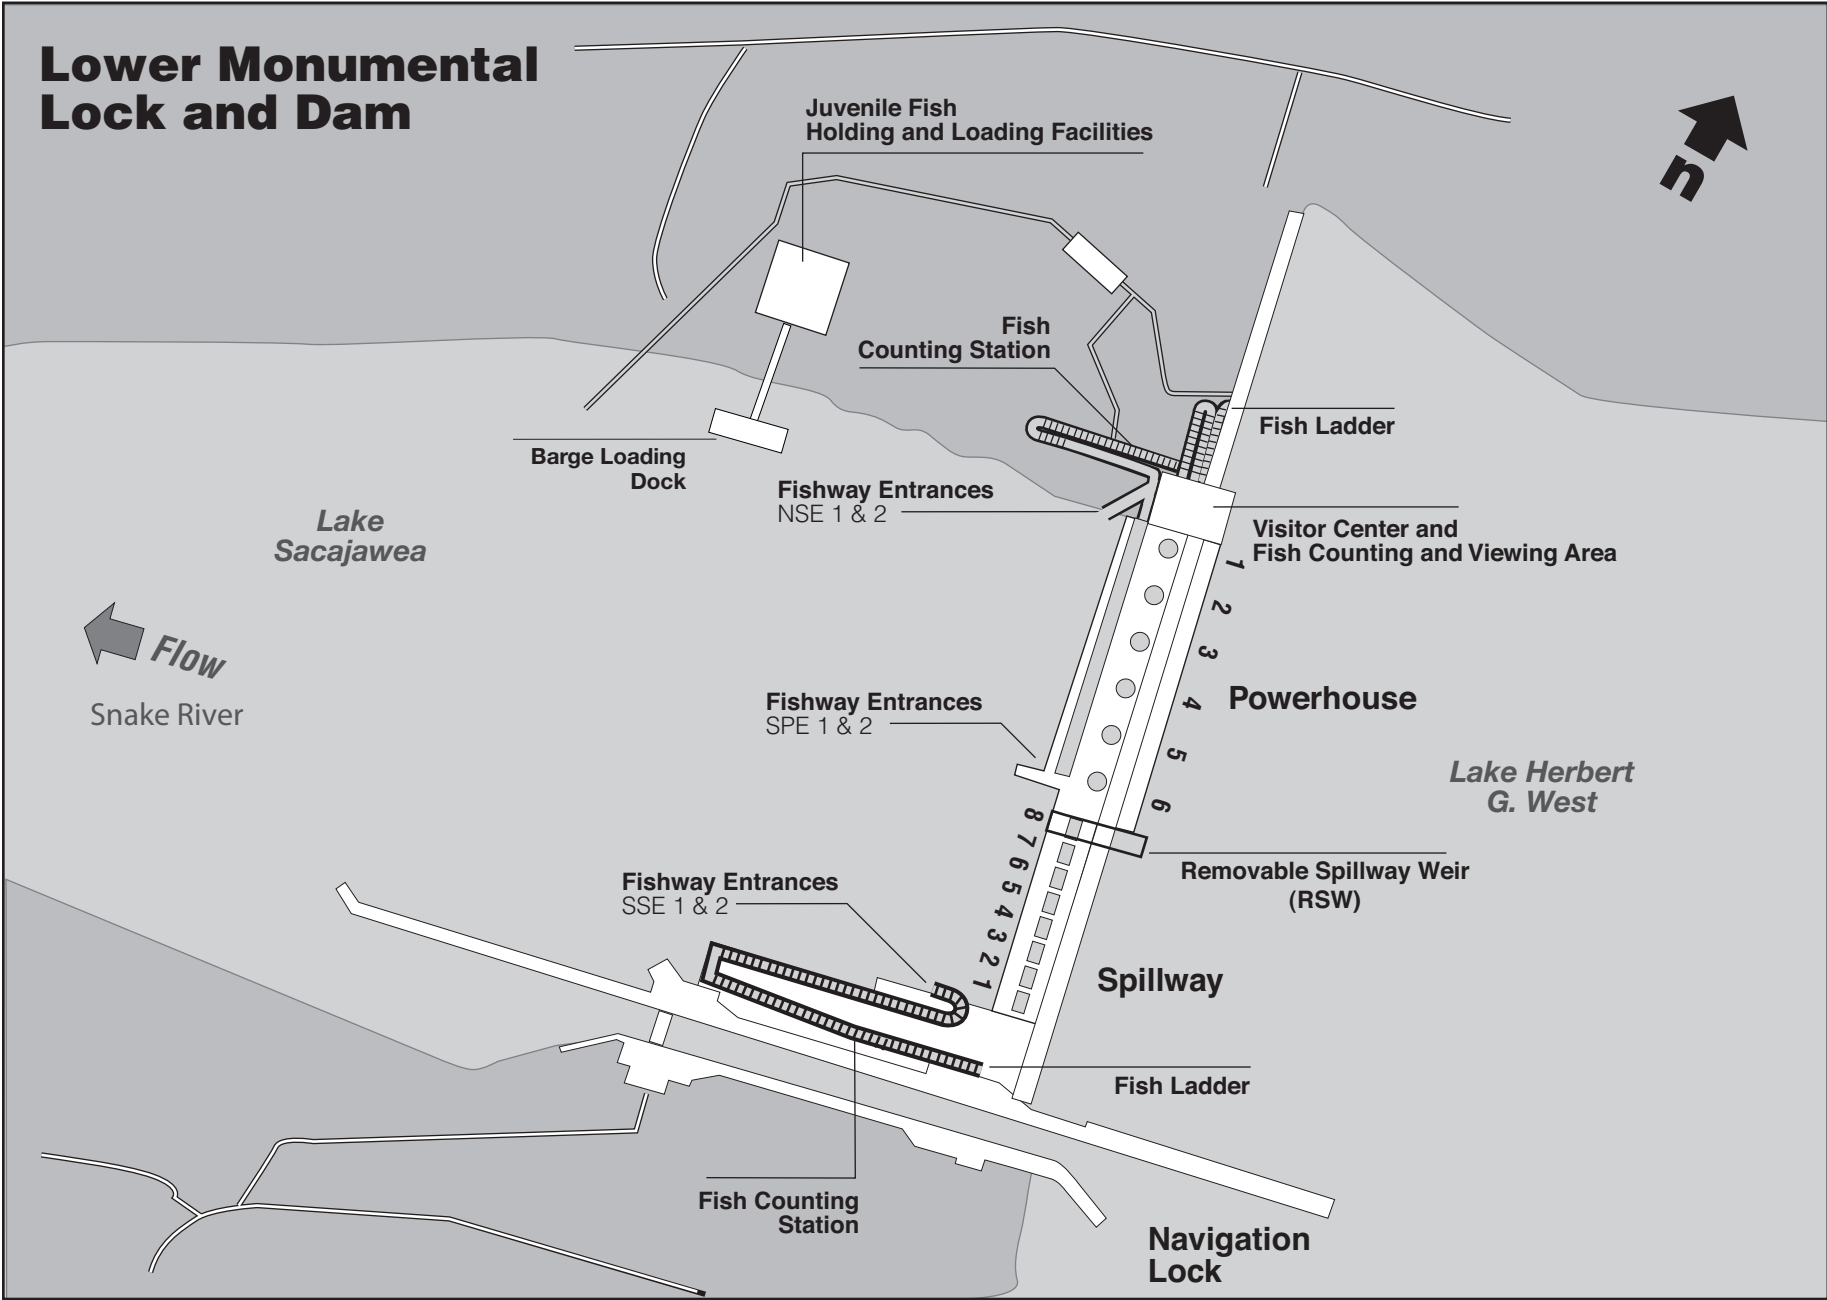 Lower Monumental
Lock and Dam
Juvenile Fish
Holding and Loading Facilities
n
Fish
Counting Station
Fish Ladder
Barge Loading
Dock
Fishway Entrances
NSE 1 & 2
Lake
Sacajawea
Visitor Center and
Fish Counting and Viewing Area
1
2
3
4
5
6
Flow
Snake River
Fishway Entrances
SPE 1 & 2
Powerhouse
Lake Herbert
G. West
8
7
6
5
4
3
2
1
Removable Spillway Weir
(RSW)
Fishway Entrances
SSE 1 & 2
Spillway
Fish Ladder
Fish Counting
Station
Navigation
Lock